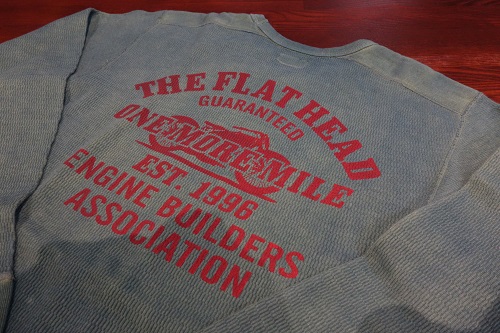 THE FLAT HEAD
GUARANTEED
ONE MORE MILE
EST. 1996
ENGINE BUILDERS
ASSOCIATION